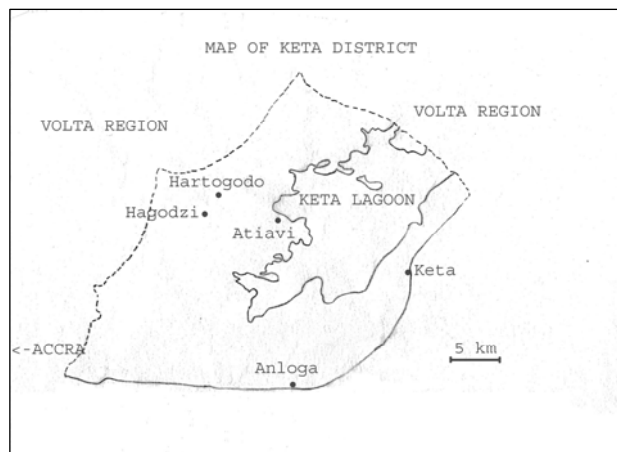 MAP OF KETA DISTRICT
VOLTA REGION
VOLTA REGION
Hartogodo
KETA LAGOON
Hagodzi
Atiavi
Keta
<-ACCRA
5 km
Anloga